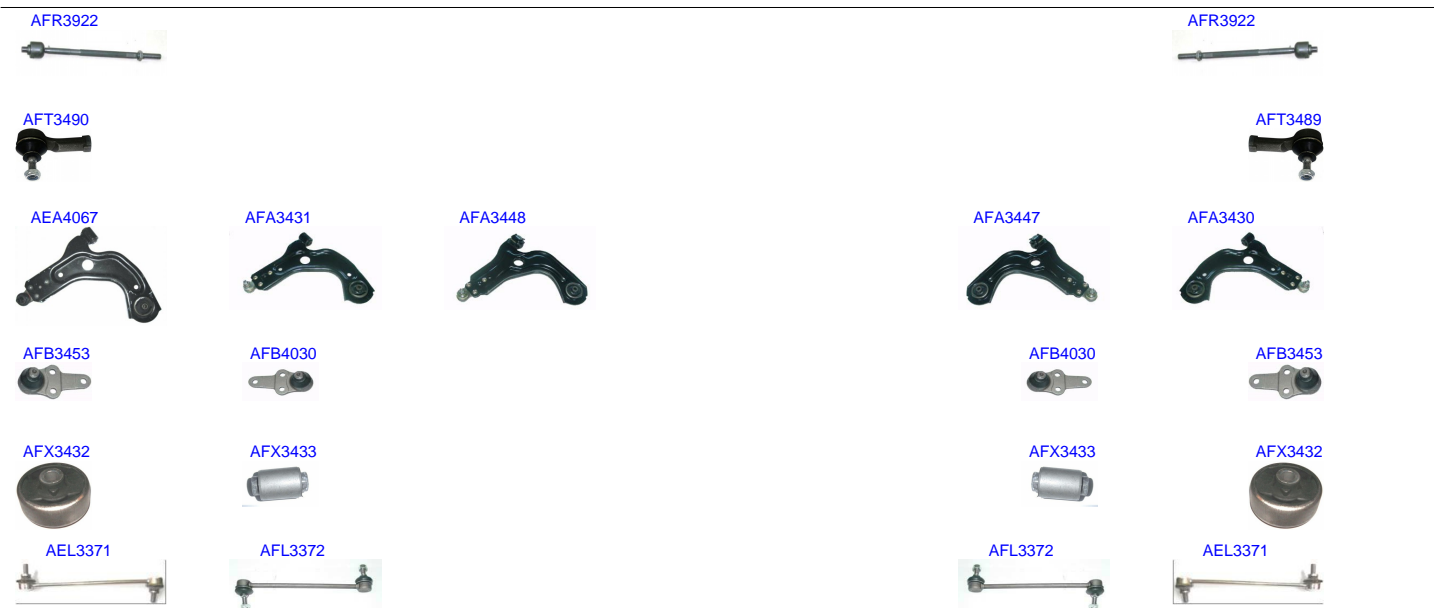 AFR3922 AFR3922
AFT3490 AFT3489
AEA4067 AFA3431 AFA3448 AFA3447 AFA3430
AFB3453 AFB4030 AFB4030 AFB3453
AFX3432 AFX3433 AFX3433 AFX3432
AEL3371 AFL3372 AFL3372 AEL3371